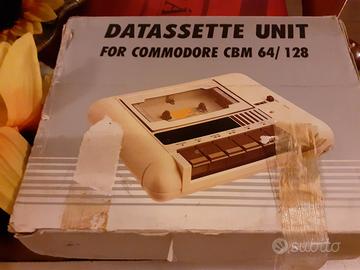 DATASSETTE UNIT
FOR COMMODORE CBM 64/128
subito